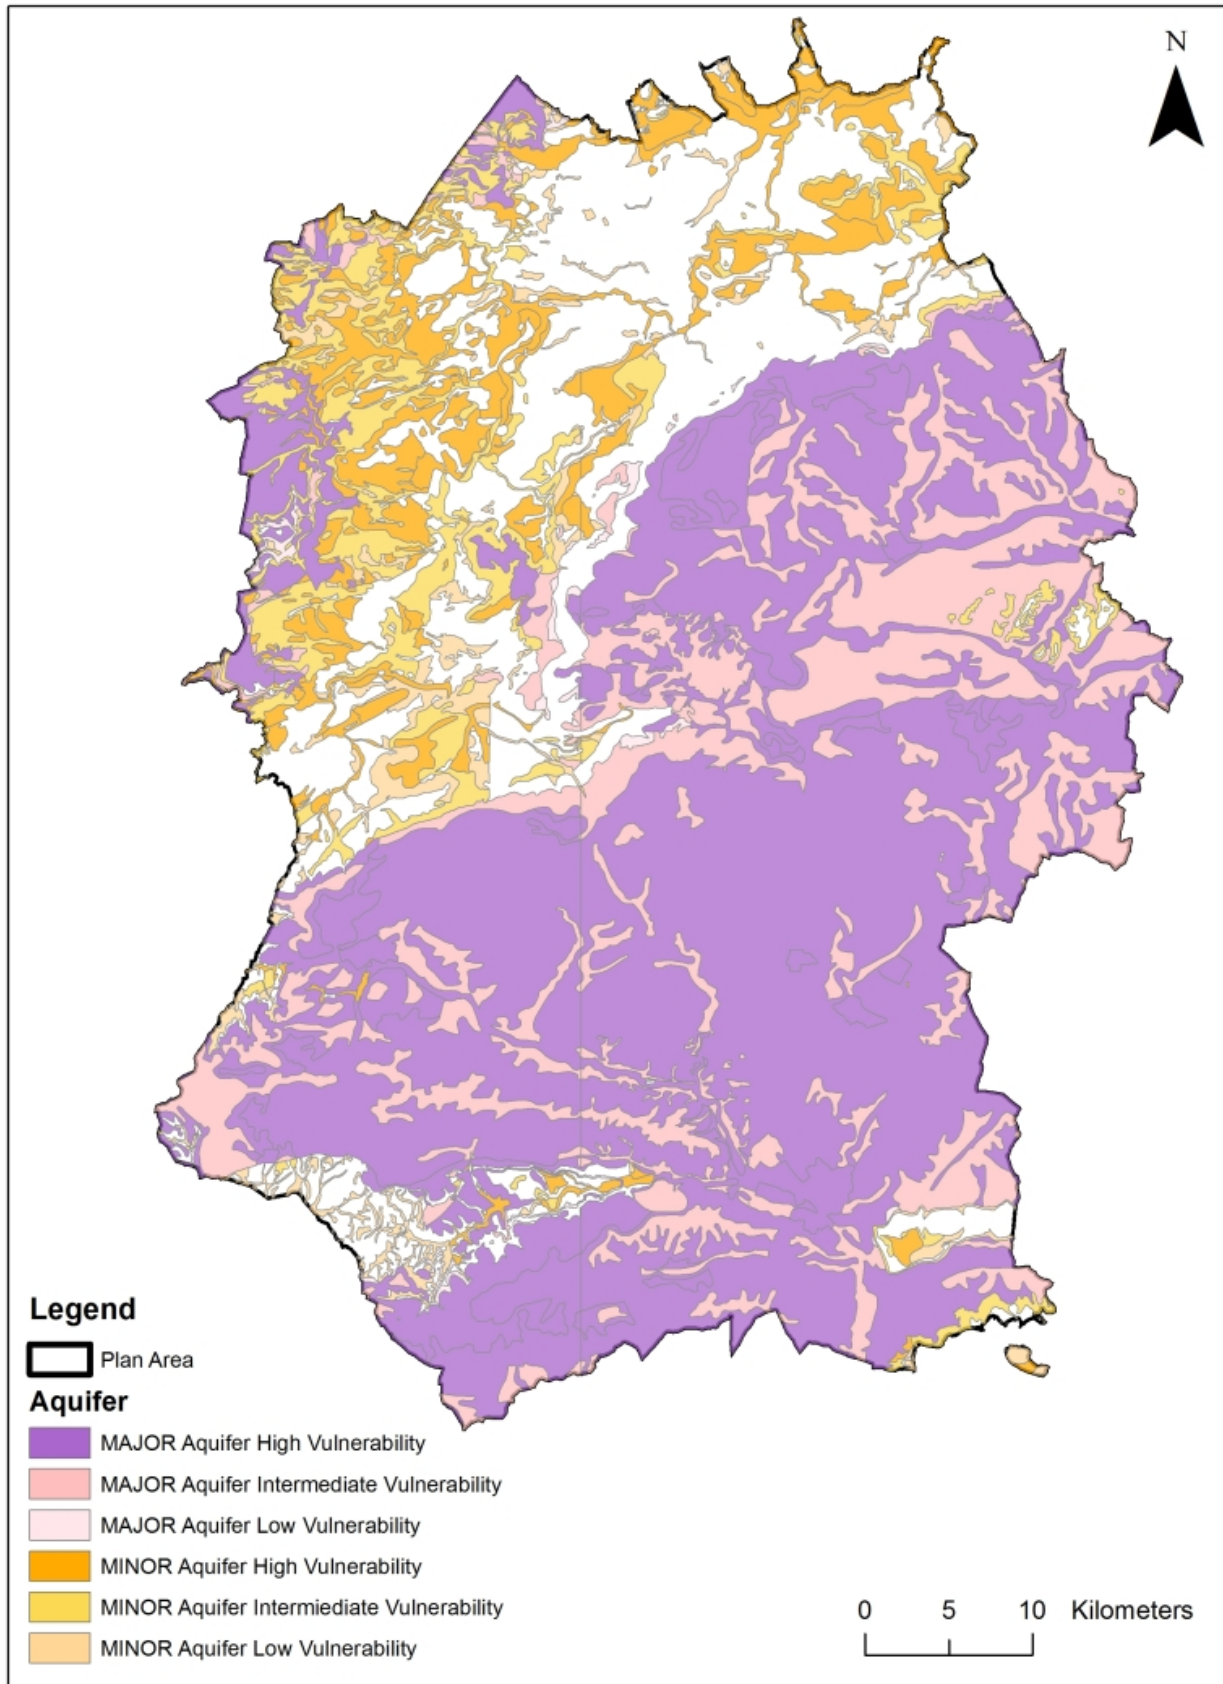 N
Legend
Plan Area
Aquifer
MAJOR Aquifer High Vulnerability
MAJOR Aquifer Intermediate Vulnerability
MAJOR Aquifer Low Vulnerability
MINOR Aquifer High Vulnerability
MINOR Aquifer Intermiediate Vulnerability
MINOR Aquifer Low Vulnerability
0 5 10 Kilometers